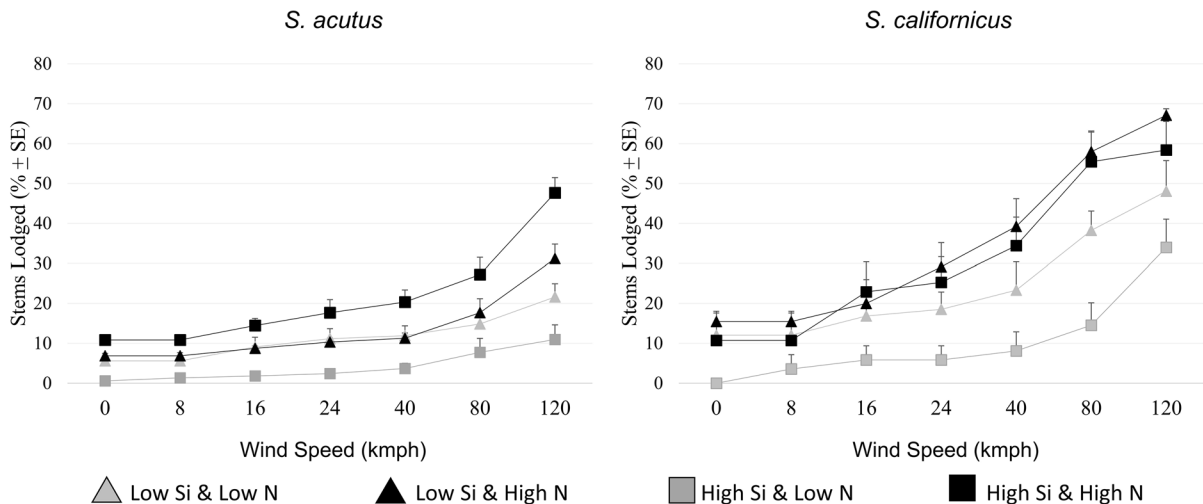 S. acutus
S. californicus
Stems Lodged (% ± SE)
80
70
60
50
40
30
20
10
0
0 8 16 24 40 80 120
Wind Speed (kmph)
Stems Lodged (% ± SE)
80
70
60
50
40
30
20
10
0
0 8 16 24 40 80 120
Wind Speed (kmph)
Low Si & Low N
Low Si & High N
High Si & Low N
High Si & High N